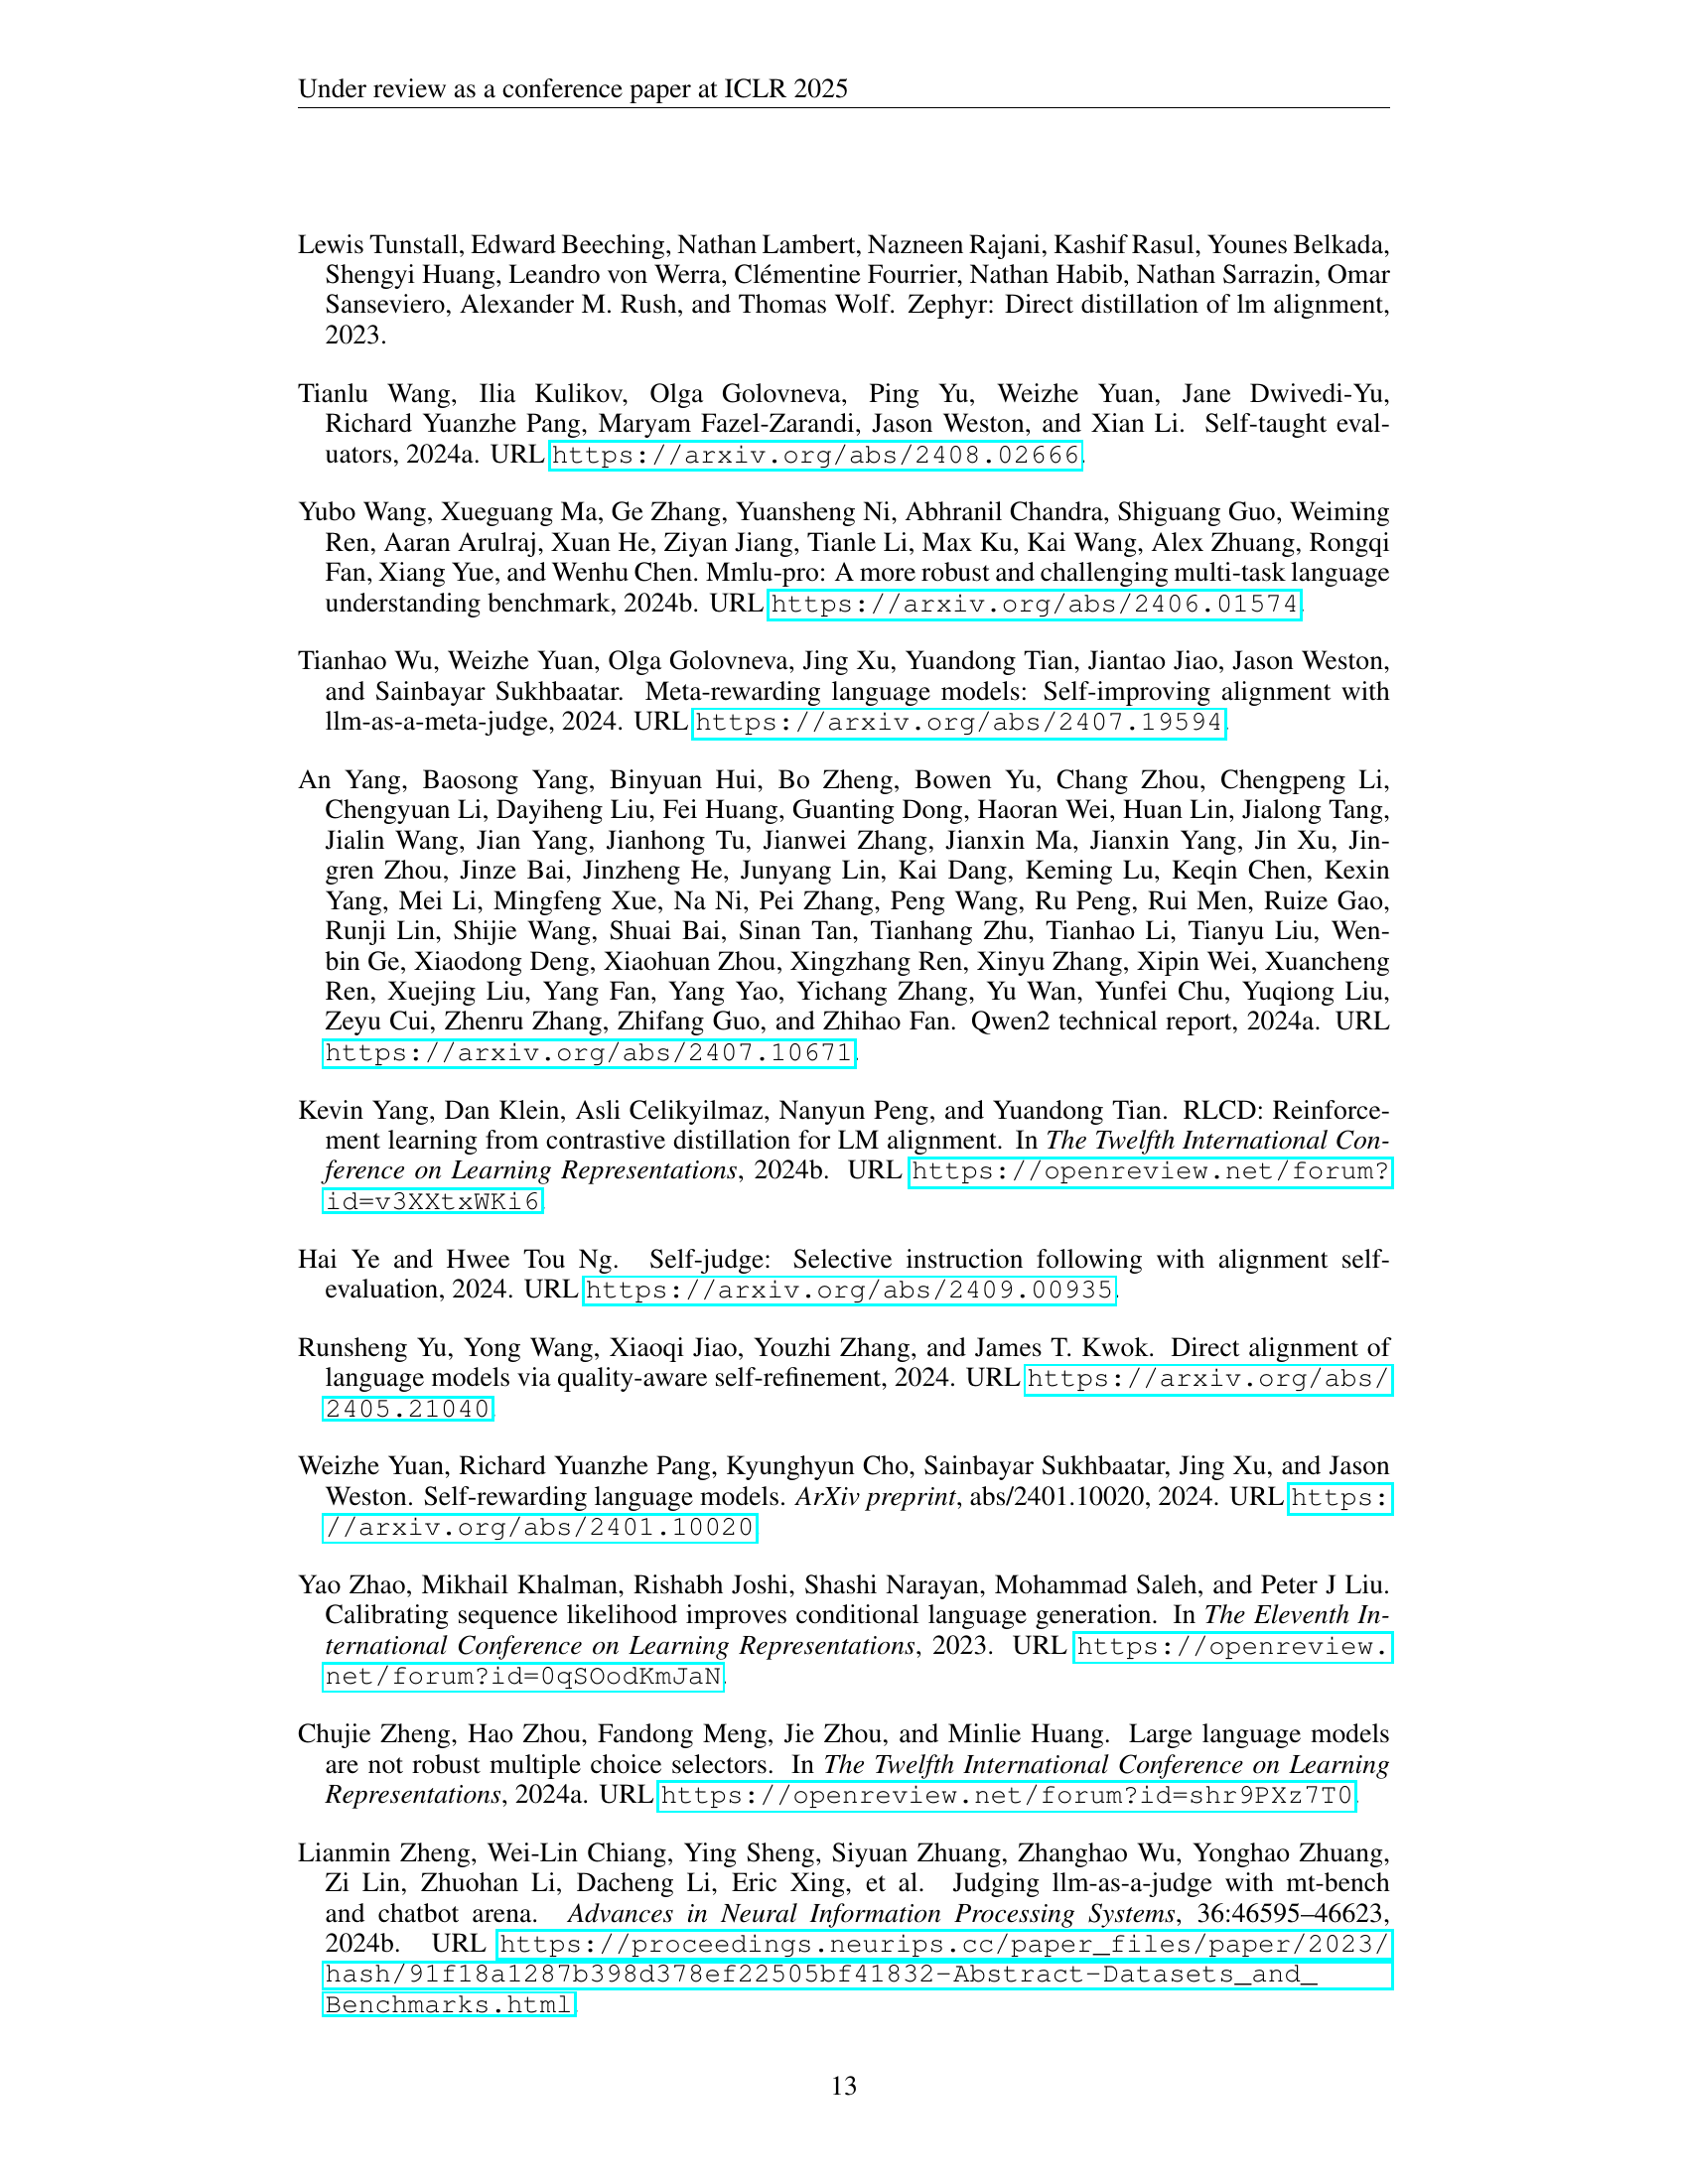 Under review as a conference paper at ICLR 2025
Lewis Tunstall, Edward Beeching, Nathan Lambert, Nazneen Rajani, Kashif Rasul, Younes Belkada,
Shengyi Huang, Leandro von Werra, Clémentine Fourrier, Nathan Habib, Nathan Sarrazin, Omar
Sanseviero, Alexander M. Rush, and Thomas Wolf. Zephyr: Direct distillation of lm alignment,
2023.
Tianlu Wang, Ilia Kulikov, Olga Golovneva, Ping Yu, Weizhe Yuan, Jane Dwivedi-Yu,
Richard Yuanzhe Pang, Maryam Fazel-Zarandi, Jason Weston, and Xian Li. Self-taught eval-
uators, 2024a. URL https://arxiv.org/abs/2408.02666.
Yubo Wang, Xueguang Ma, Ge Zhang, Yuansheng Ni, Abhranil Chandra, Shiguang Guo, Weiming
Ren, Aaran Arulraj, Xuan He, Ziyan Jiang, Tianle Li, Max Ku, Kai Wang, Alex Zhuang, Rongqi
Fan, Xiang Yue, and Wenhu Chen. Mmlu-pro: A more robust and challenging multi-task language
understanding benchmark, 2024b. URL https://arxiv.org/abs/2406.01574.
Tianhao Wu, Weizhe Yuan, Olga Golovneva, Jing Xu, Yuandong Tian, Jiantao Jiao, Jason Weston,
and Sainbayar Sukhbaatar. Meta-rewarding language models: Self-improving alignment with
llm-as-a-meta-judge, 2024. URL https://arxiv.org/abs/2407.19594.
An Yang, Baosong Yang, Binyuan Hui, Bo Zheng, Bowen Yu, Chang Zhou, Chengpeng Li,
Chengyuan Li, Dayiheng Liu, Fei Huang, Guanting Dong, Haoran Wei, Huan Lin, Jialong Tang,
Jialin Wang, Jian Yang, Jianhong Tu, Jianwei Zhang, Jianxin Ma, Jianxin Yang, Jin Xu, Jin-
gren Zhou, Jinze Bai, Jinzheng He, Junyang Lin, Kai Dang, Keming Lu, Keqin Chen, Kexin
Yang, Mei Li, Mingfeng Xue, Na Ni, Pei Zhang, Peng Wang, Ru Peng, Rui Men, Ruize Gao,
Runji Lin, Shijie Wang, Shuai Bai, Sinan Tan, Tianhang Zhu, Tianhao Li, Tianyu Liu, Wen-
bin Ge, Xiaodong Deng, Xiaohuan Zhou, Xingzhang Ren, Xinyu Zhang, Xipin Wei, Xuancheng
Ren, Xuejing Liu, Yang Fan, Yang Yao, Yichang Zhang, Yu Wan, Yunfei Chu, Yuqiong Liu,
Zeyu Cui, Zhenru Zhang, Zhifang Guo, and Zhihao Fan. Qwen2 technical report, 2024a. URL
https://arxiv.org/abs/2407.10671.
Kevin Yang, Dan Klein, Asli Celikyilmaz, Nanyun Peng, and Yuandong Tian. RLCD: Reinforce-
ment learning from contrastive distillation for LM alignment. In The Twelfth International Con-
ference on Learning Representations, 2024b. URL https://openreview.net/forum?
id=v3XXtxWKi6.
Hai Ye and Hwee Tou Ng. Self-judge: Selective instruction following with alignment self-
evaluation, 2024. URL https://arxiv.org/abs/2409.00935.
Runsheng Yu, Yong Wang, Xiaoqi Jiao, Youzhi Zhang, and James T. Kwok. Direct alignment of
language models via quality-aware self-refinement, 2024. URL https://arxiv.org/abs/
2405.21040.
Weizhe Yuan, Richard Yuanzhe Pang, Kyunghyun Cho, Sainbayar Sukhbaatar, Jing Xu, and Jason
Weston. Self-rewarding language models. ArXiv preprint, abs/2401.10020, 2024. URL https:
//arxiv.org/abs/2401.10020.
Yao Zhao, Mikhail Khalman, Rishabh Joshi, Shashi Narayan, Mohammad Saleh, and Peter J Liu.
Calibrating sequence likelihood improves conditional language generation. In The Eleventh In-
ternational Conference on Learning Representations, 2023. URL https://openreview.
net/forum?id=0qSOodKmJaN.
Chujie Zheng, Hao Zhou, Fandong Meng, Jie Zhou, and Minlie Huang. Large language models
are not robust multiple choice selectors. In The Twelfth International Conference on Learning
Representations, 2024a. URL https://openreview.net/forum?id=shr9PXz7T0.
Lianmin Zheng, Wei-Lin Chiang, Ying Sheng, Siyuan Zhuang, Zhanghao Wu, Yonghao Zhuang,
Zi Lin, Zhuohan Li, Dacheng Li, Eric Xing, et al. Judging llm-as-a-judge with mt-bench
and chatbot arena. Advances in Neural Information Processing Systems, 36:46595–46623,
2024b. URL https://proceedings.neurips.cc/paper_files/paper/2023/
hash/91f18a1287b398d378ef22505bf41832-Abstract-Datasets_and_
Benchmarks.html.
13